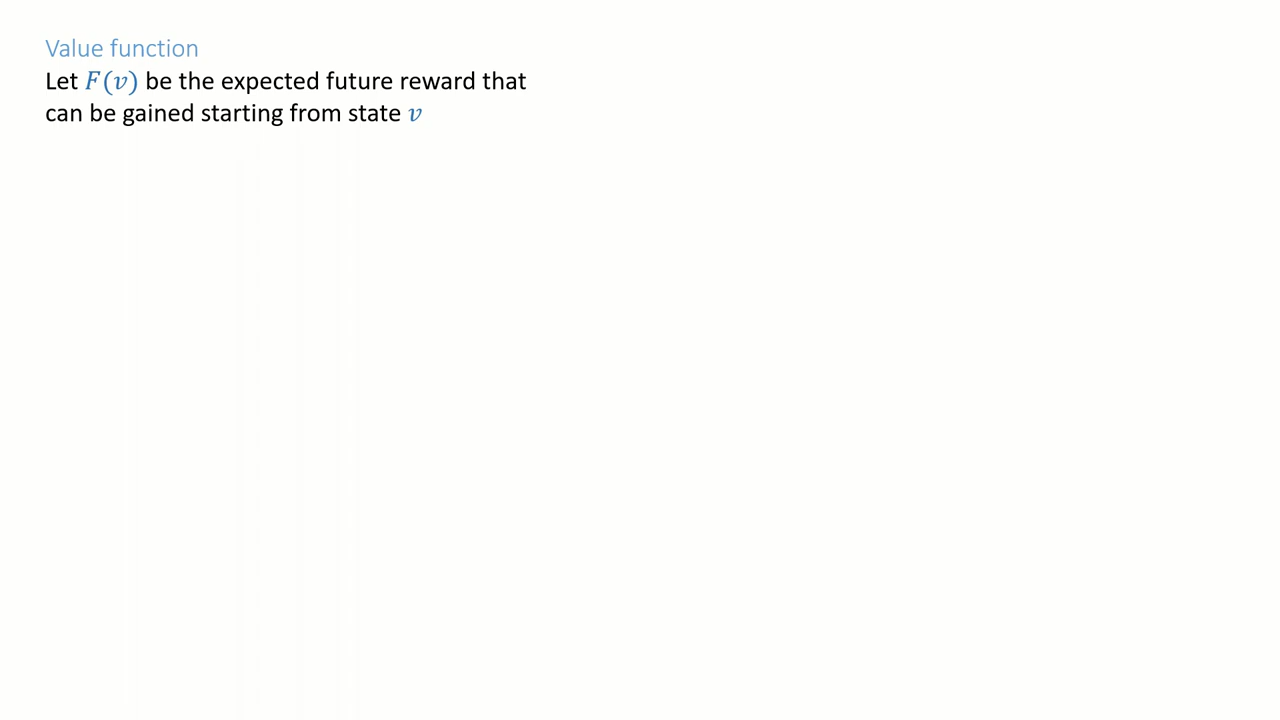 Value function
Let F(v) be the expected future reward that
can be gained starting from state v